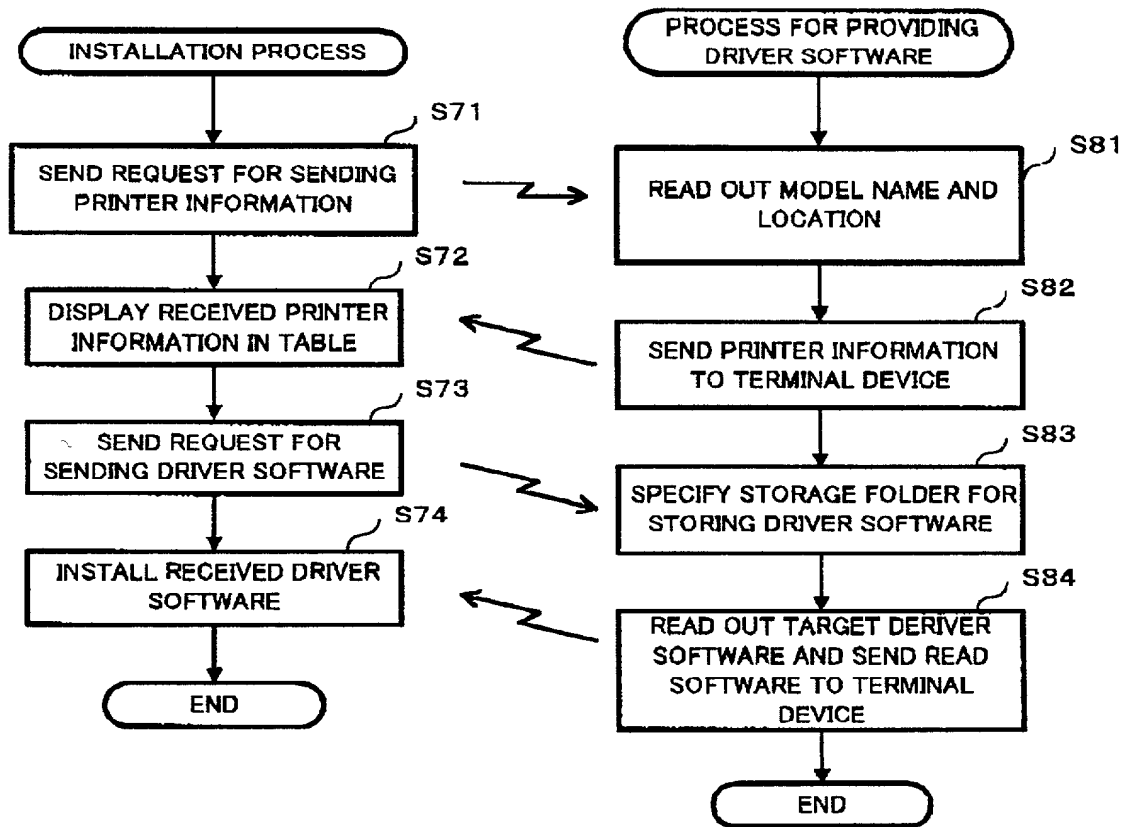 INSTALLATION PROCESS
S71
SEND REQUEST FOR SENDING
PRINTER INFORMATION
S72
DISPLAY RECEIVED PRINTER
INFORMATION IN TABLE
S73
SEND REQUEST FOR
SENDING DRIVER SOFTWARE
S74
INSTALL RECEIVED DRIVER
SOFTWARE
END
PROCESS FOR PROVIDING
DRIVER SOFTWARE
S81
READ OUT MODEL NAME AND
LOCATION
S82
SEND PRINTER INFORMATION
TO TERMINAL DEVICE
S83
SPECIFY STORAGE FOLDER FOR
STORING DRIVER SOFTWARE
S84
READ OUT TARGET DERIVER
SOFTWARE AND SEND READ
SOFTWARE TO TERMINAL
DEVICE
END